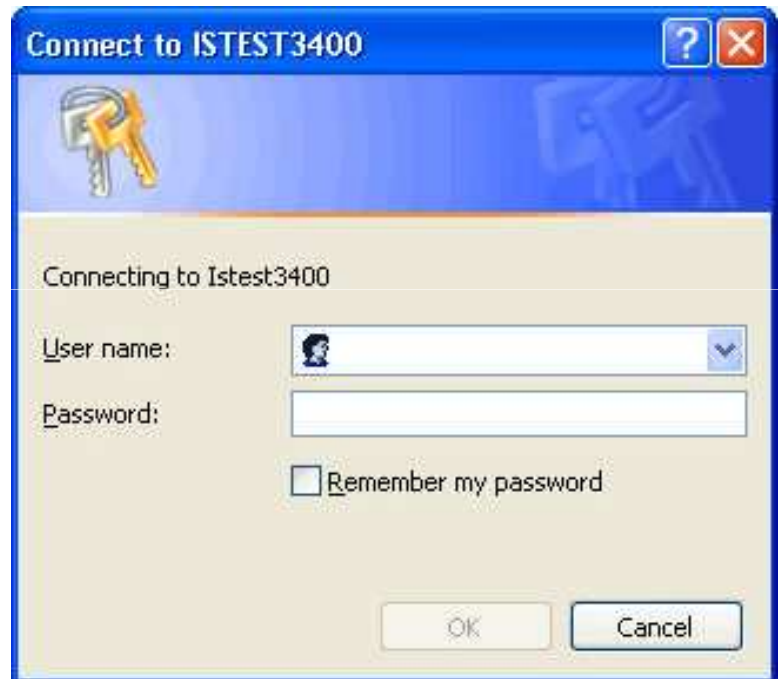 Connect to ISTEST3400
?
Connecting to Istest3400
User name:
Password:
Remember my password
OK
Cancel